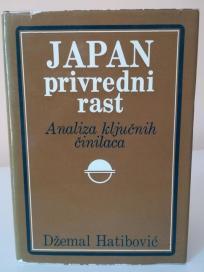 JAPAN
privredni
rast
Analiza ključnih
činilaca
Džemal Hatibović